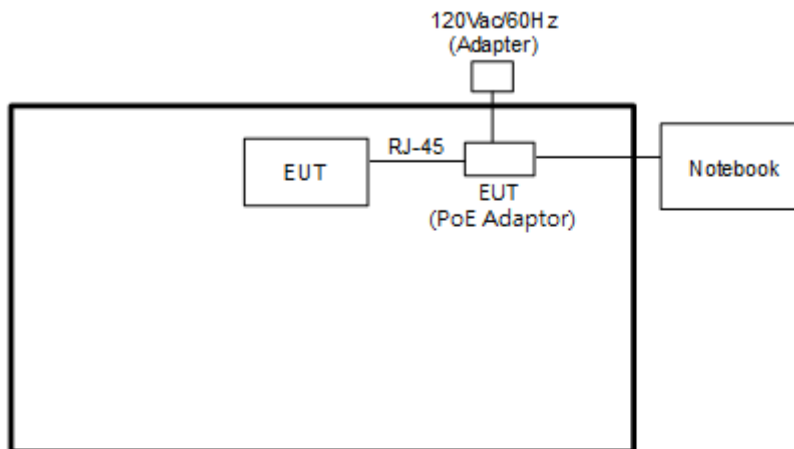 120Vac/60Hz
(Adapter)
RJ-45
EUT
Notebook
EUT
(PoE Adaptor)